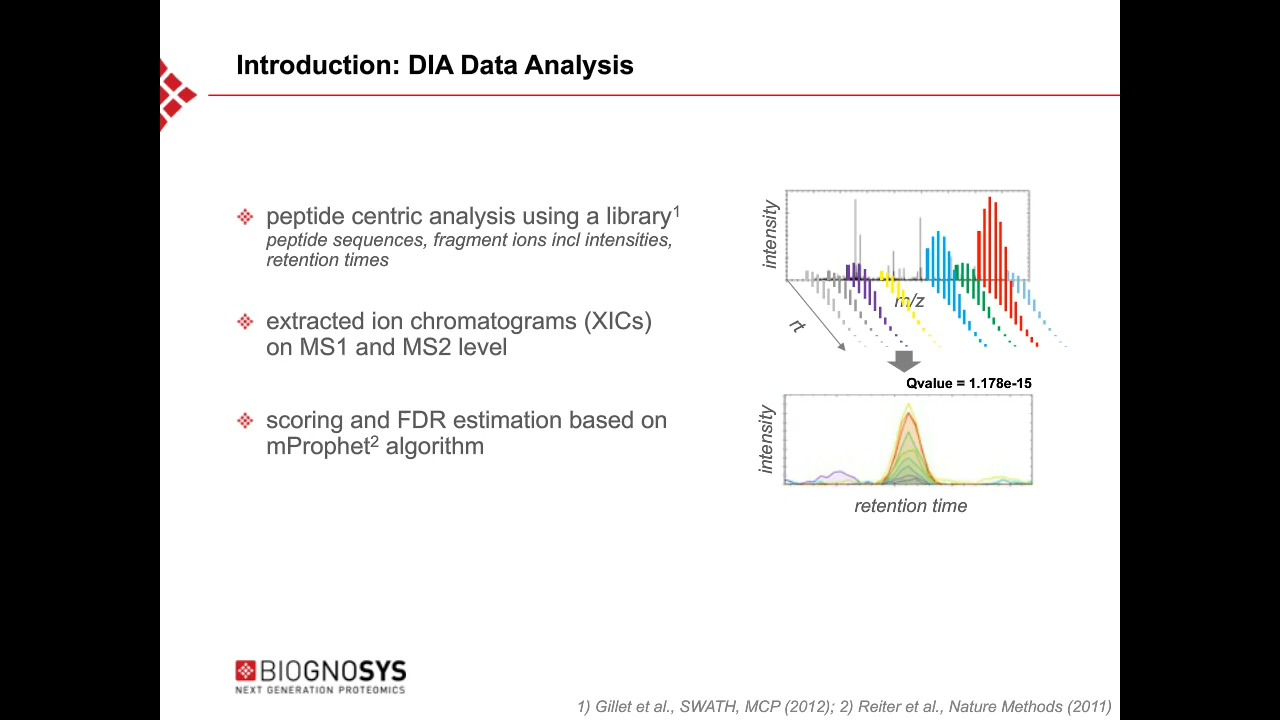 Introduction: DIA Data Analysis
peptide centric analysis using a library1
peptide sequences, fragment ions incl intensities,
retention times
extracted ion chromatograms (XICs)
on MS1 and MS2 level
scoring and FDR estimation based on
mProphet2 algorithm
intensity
m/z
rt
Qvalue = 1.178e-15
intensity
retention time
BIOGNOSYS
NEXT GENERATION PROTEOMICS
1) Gillet et al., SWATH, MCP (2012); 2) Reiter et al., Nature Methods (2011)